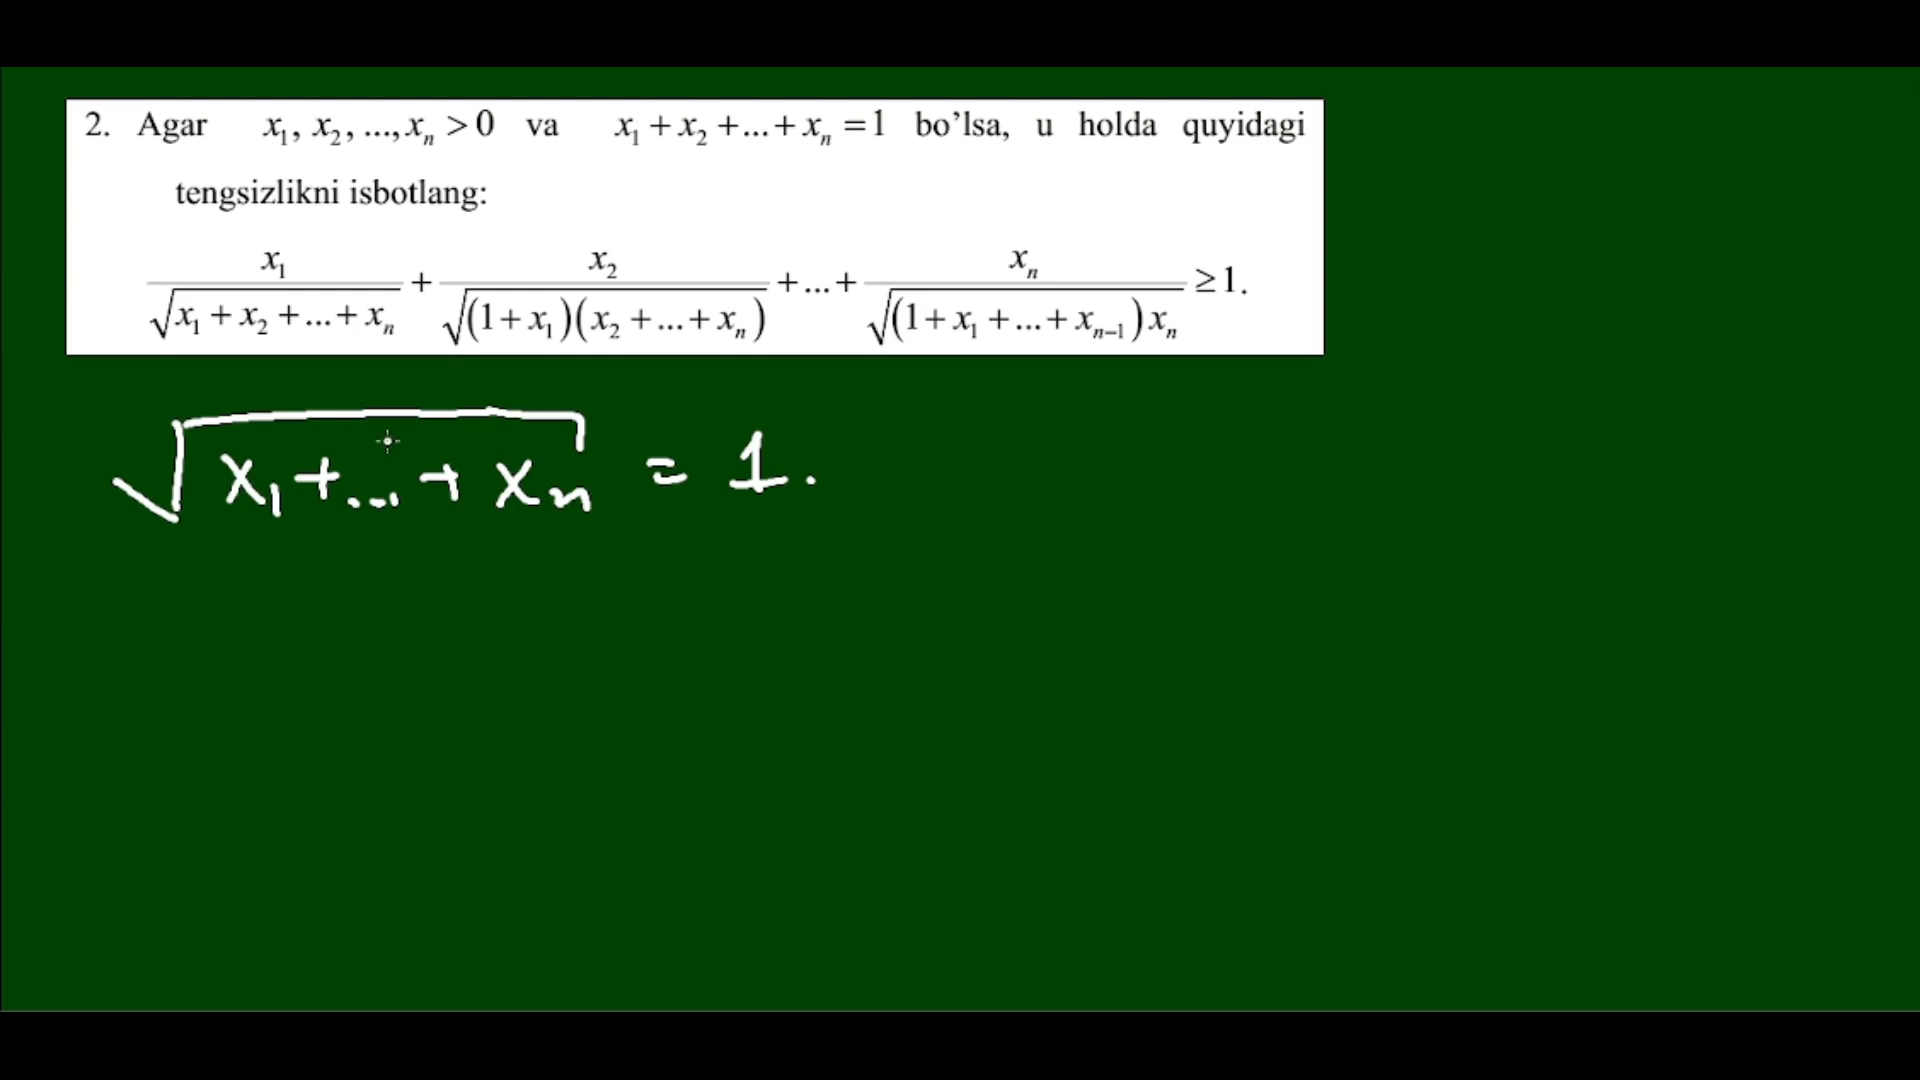 2. Agar x₁, x₂, ..., xₙ > 0 va x₁ + x₂ + ... + xₙ = 1 bo’lsa, u holda quyidagi
tengsizlikni isbotlang:
x₁/√(x₁ + x₂ + ... + xₙ) + x₂/√((1 + x₁)(x₂ + ... + xₙ)) + ... + xₙ/√((1 + x₁ + ... + xₙ₋₁)xₙ) ≥ 1.
√(x₁ + ... + xₙ) = 1.